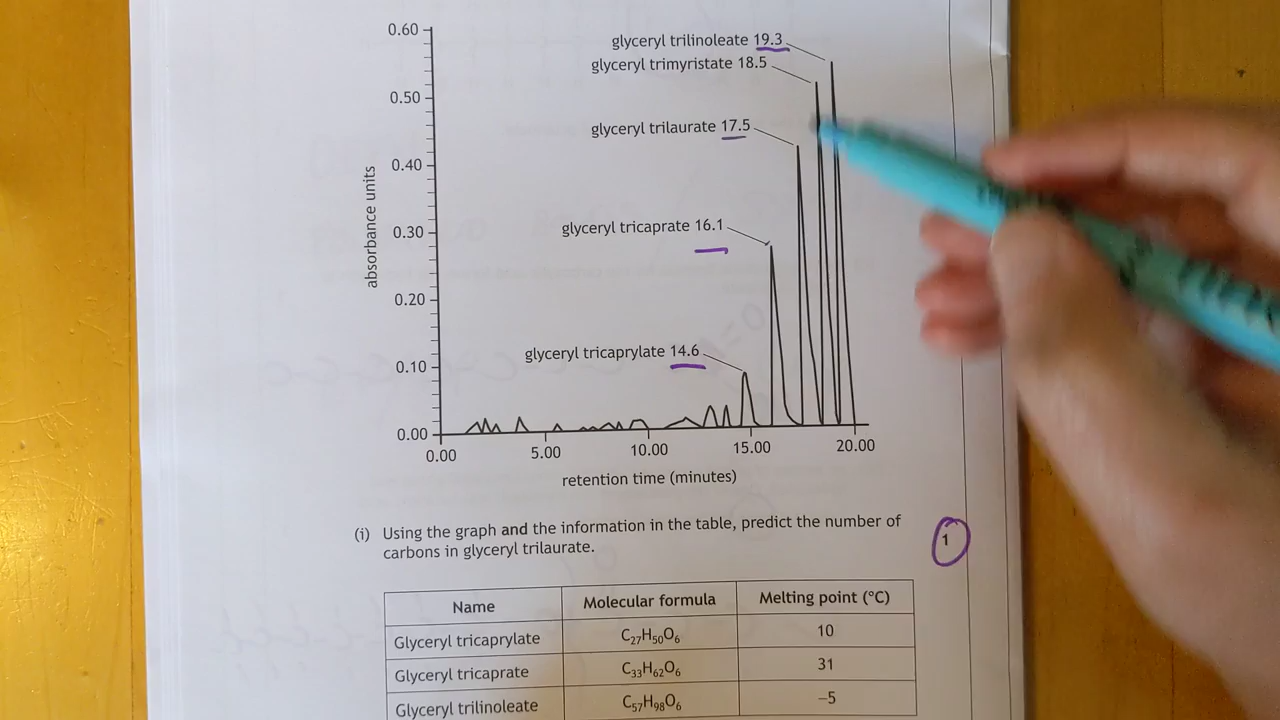 0.60
glyceryl trilinoleate 19.3
glyceryl trimyristate 18.5
0.50
glyceryl trilaurate 17.5
0.40
absorbance units
0.30
glyceryl tricaprate 16.1
0.20
glyceryl tricaprylate 14.6
0.10
0.00
0.00 5.00 10.00 15.00 20.00
retention time (minutes)
(i) Using the graph and the information in the table, predict the number of
carbons in glyceryl trilaurate.
1
Name Molecular formula Melting point (°C)
Glyceryl tricaprylate C₂₇H₅₀O₆ 10
Glyceryl tricaprate C₃₃H₆₂O₆ 31
Glyceryl trilinoleate C₅₇H₉₈O₆ –5